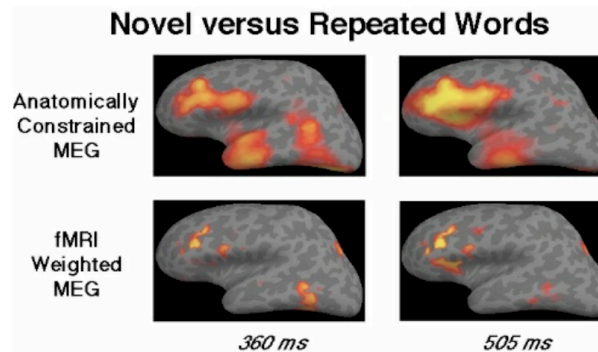 Novel versus Repeated Words
Anatomically
Constrained
MEG
fMRI
Weighted
MEG
360 ms
505 ms